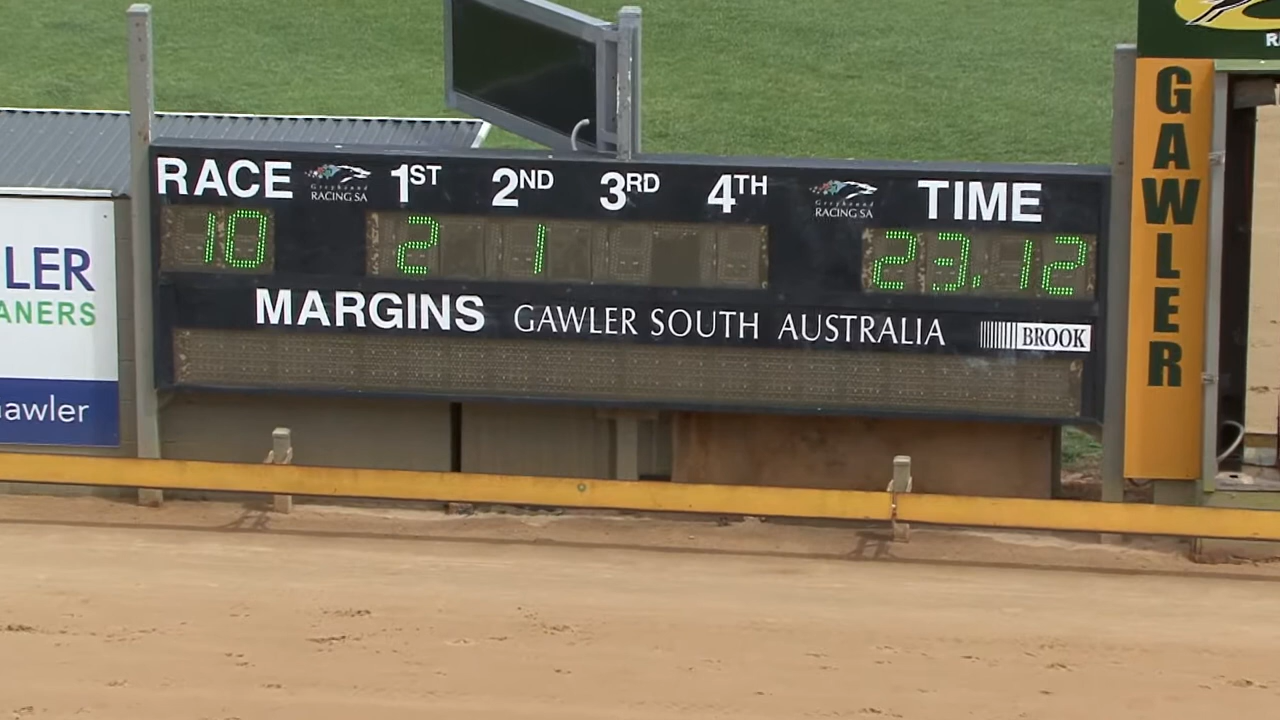 RACE
Greyhound
RACING SA
1ST
2ND
3RD
4TH
Greyhound
RACING SA
TIME
10
2
1
23.12
MARGINS
GAWLER SOUTH AUSTRALIA
BROOK
LER
ANERS
awler
R
GAWLER